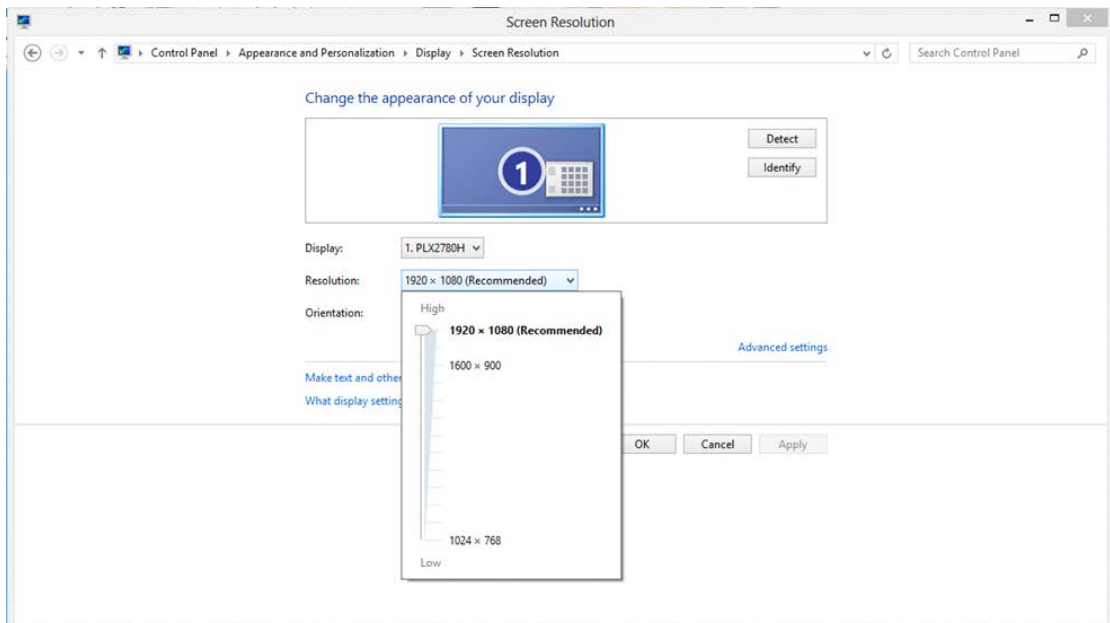 Screen Resolution
Control Panel Appearance and Personalization Display Screen Resolution
Search Control Panel
Change the appearance of your display
1
Detect
Identify
Display: 1. PLX2780H
Resolution: 1920 × 1080 (Recommended)
Orientation:
High
1920 × 1080 (Recommended)
Advanced settings
1600 × 900
Make text and other
What display setting
OK Cancel Apply
1024 × 768
Low